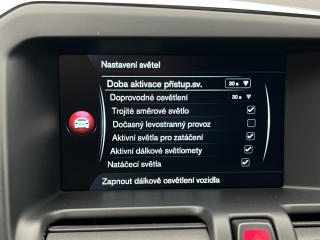 Nastavení světel
Doba aktivace přístup.sv. 30 s
Doprovodné osvětlení 30 s
Trojité směrové světlo
Dočasný levostranný provoz
Aktivní světla pro zatáčení
Aktivní dálkové světlomety
Natáčecí světla
Zapnout dálkově osvětlení vozidla